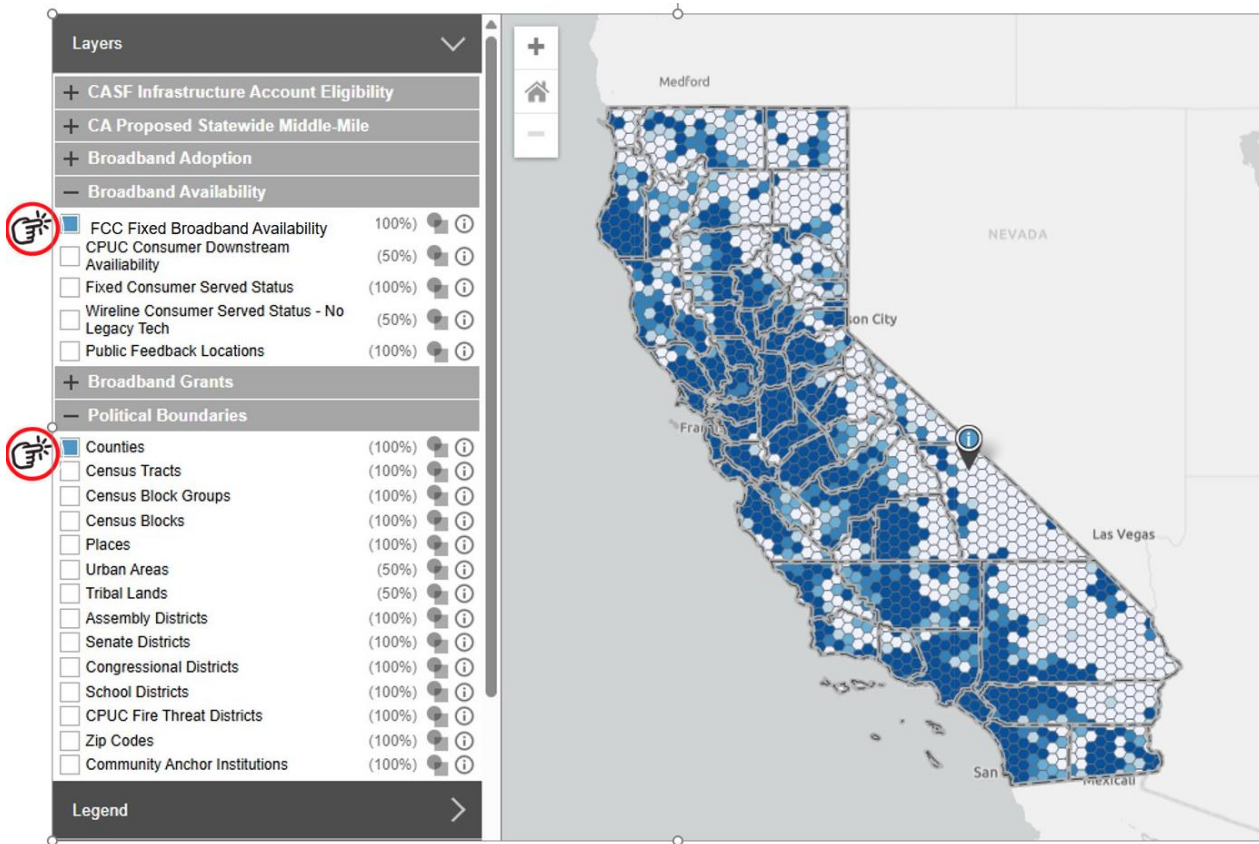 Layers
+ CASF Infrastructure Account Eligibility
+ CA Proposed Statewide Middle-Mile
+ Broadband Adoption
− Broadband Availability
FCC Fixed Broadband Availability 100%)
CPUC Consumer Downstream
Availiability (50%)
Fixed Consumer Served Status (100%)
Wireline Consumer Served Status - No
Legacy Tech (50%)
Public Feedback Locations (100%)
+ Broadband Grants
− Political Boundaries
Counties (100%)
Census Tracts (100%)
Census Block Groups (100%)
Census Blocks (100%)
Places (100%)
Urban Areas (50%)
Tribal Lands (50%)
Assembly Districts (100%)
Senate Districts (100%)
Congressional Districts (100%)
School Districts (100%)
CPUC Fire Threat Districts (100%)
Zip Codes (100%)
Community Anchor Institutions (100%)
Legend
Medford
NEVADA
son City
Fran
Las Vegas
San
Mexicali